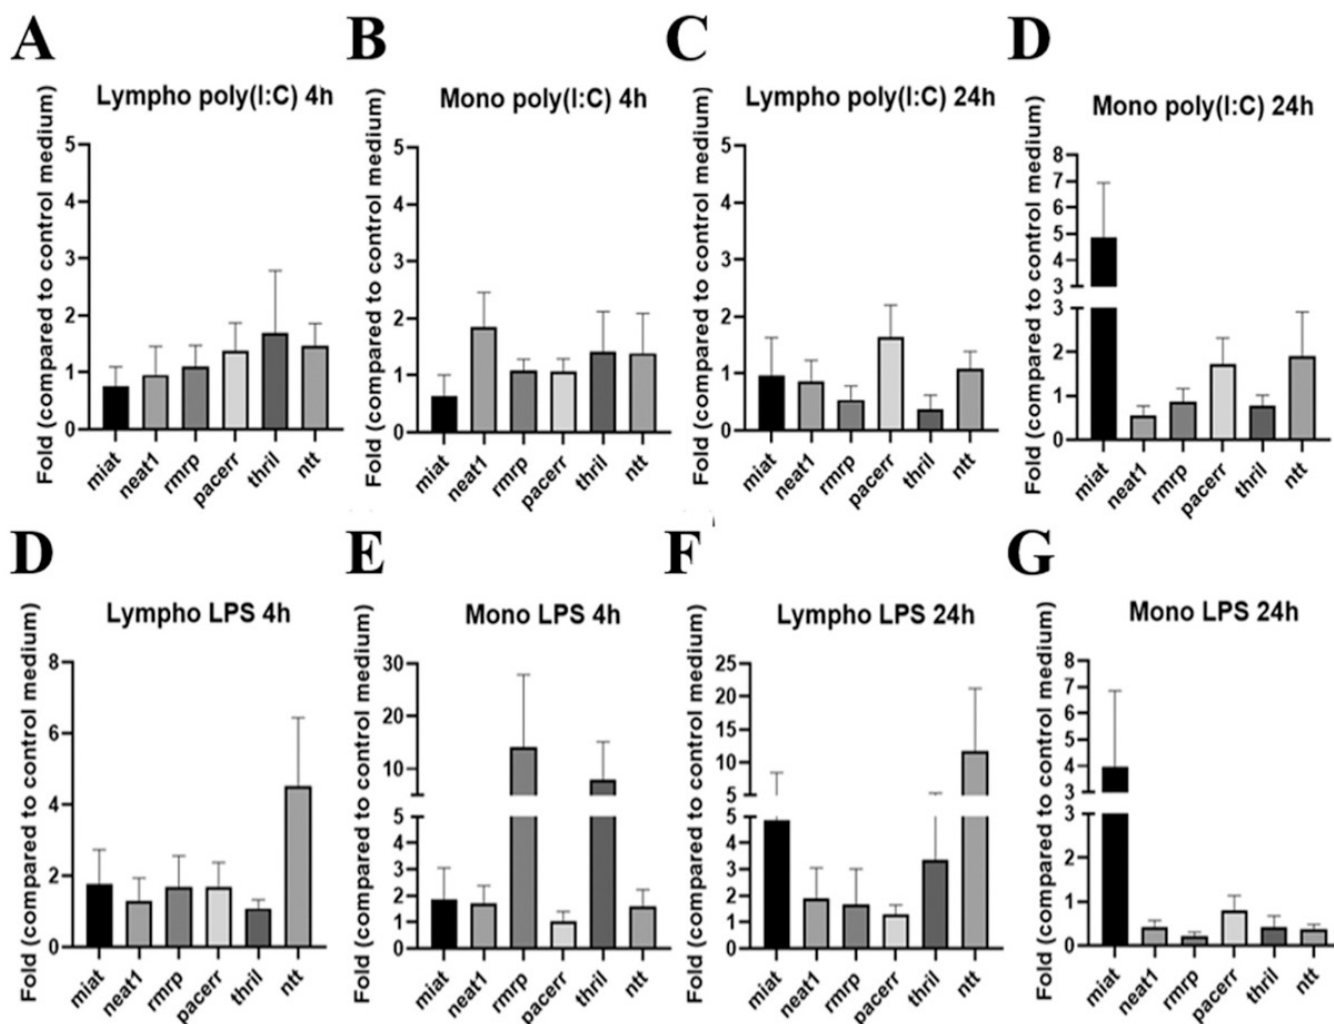 A
B
C
D
Lympho poly(I:C) 4h
Mono poly(I:C) 4h
Lympho poly(I:C) 24h
Mono poly(I:C) 24h
Fold (compared to control medium)
5
4
3
2
1
0
miat
neat1
rmrp
pacerr
thril
ntt
Fold (compared to control medium)
5
4
3
2
1
0
miat
neat1
rmrp
pacerr
thril
ntt
Fold (compared to control medium)
5
4
3
2
1
0
miat
neat1
rmrp
pacerr
thril
ntt
Fold (compared to control medium)
8
7
6
5
4
3
3
2
1
0
miat
neat1
rmrp
pacerr
thril
ntt
D
E
F
G
Lympho LPS 4h
Mono LPS 4h
Lympho LPS 24h
Mono LPS 24h
Fold (compared to control medium)
8
6
4
2
0
miat
neat1
rmrp
pacerr
thril
ntt
Fold (compared to control medium)
30
20
10
5
4
3
2
1
0
miat
neat1
rmrp
pacerr
thril
ntt
Fold (compared to control medium)
25
20
15
10
5
5
4
3
2
1
0
miat
neat1
rmrp
pacerr
thril
ntt
Fold (compared to control medium)
8
7
6
5
4
3
3
2
1
0
miat
neat1
rmrp
pacerr
thril
ntt